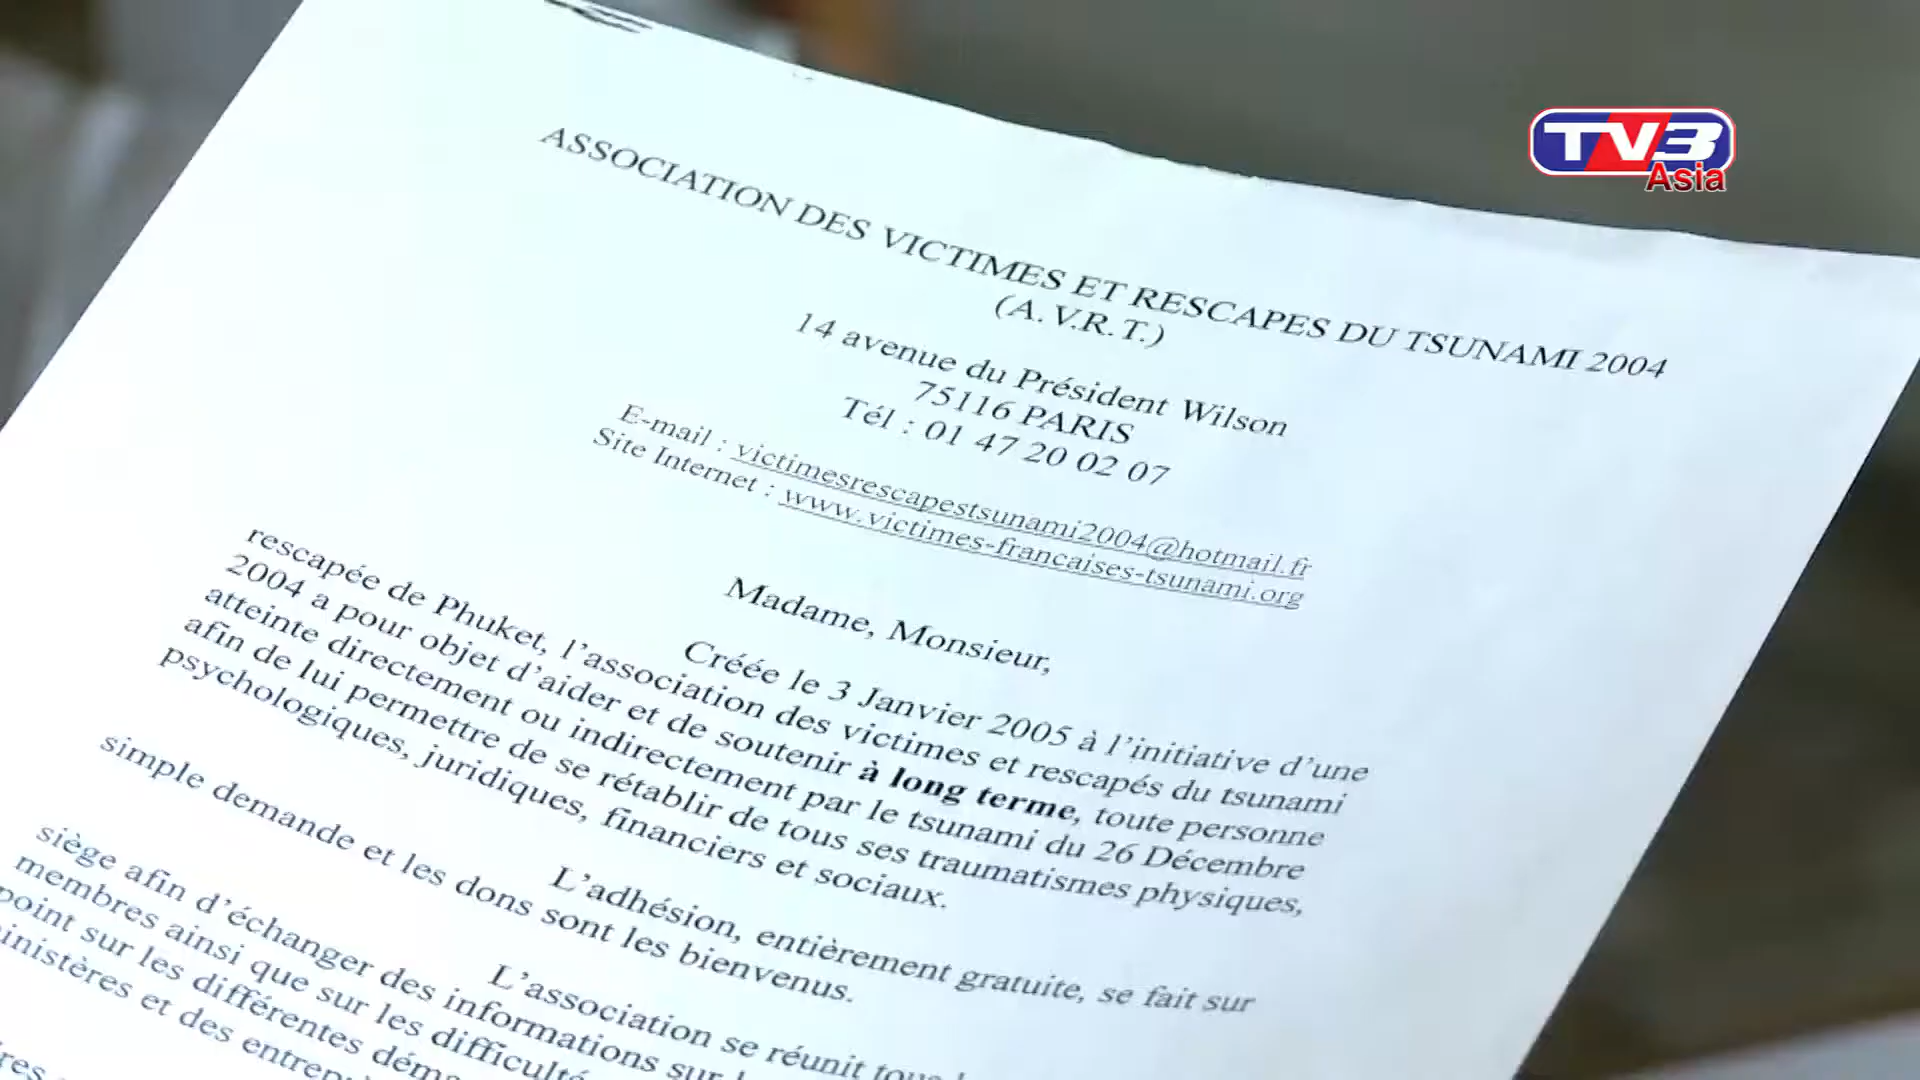 TV3
Asia
ASSOCIATION DES VICTIMES ET RESCAPES DU TSUNAMI 2004
(A.V.R.T.)
14 avenue du Président Wilson
75116 PARIS
Tél : 01 47 20 02 07
E-mail : victimesrescapestsunami2004@hotmail.fr
Site Internet : www.victimes-francaises-tsunami.org
Madame, Monsieur,
Créée le 3 Janvier 2005 à l'initiative d'une
rescapée de Phuket, l'association des victimes et rescapés du tsunami
2004 a pour objet d'aider et de soutenir à long terme, toute personne
atteinte directement ou indirectement par le tsunami du 26 Décembre
afin de lui permettre de se rétablir de tous ses traumatismes physiques,
psychologiques, juridiques, financiers et sociaux.
L'adhésion, entièrement gratuite, se fait sur
simple demande et les dons sont les bienvenus.
L'association se réunit
siège afin d'échanger des informations sur
membres ainsi que sur les
point sur les différentes
et des